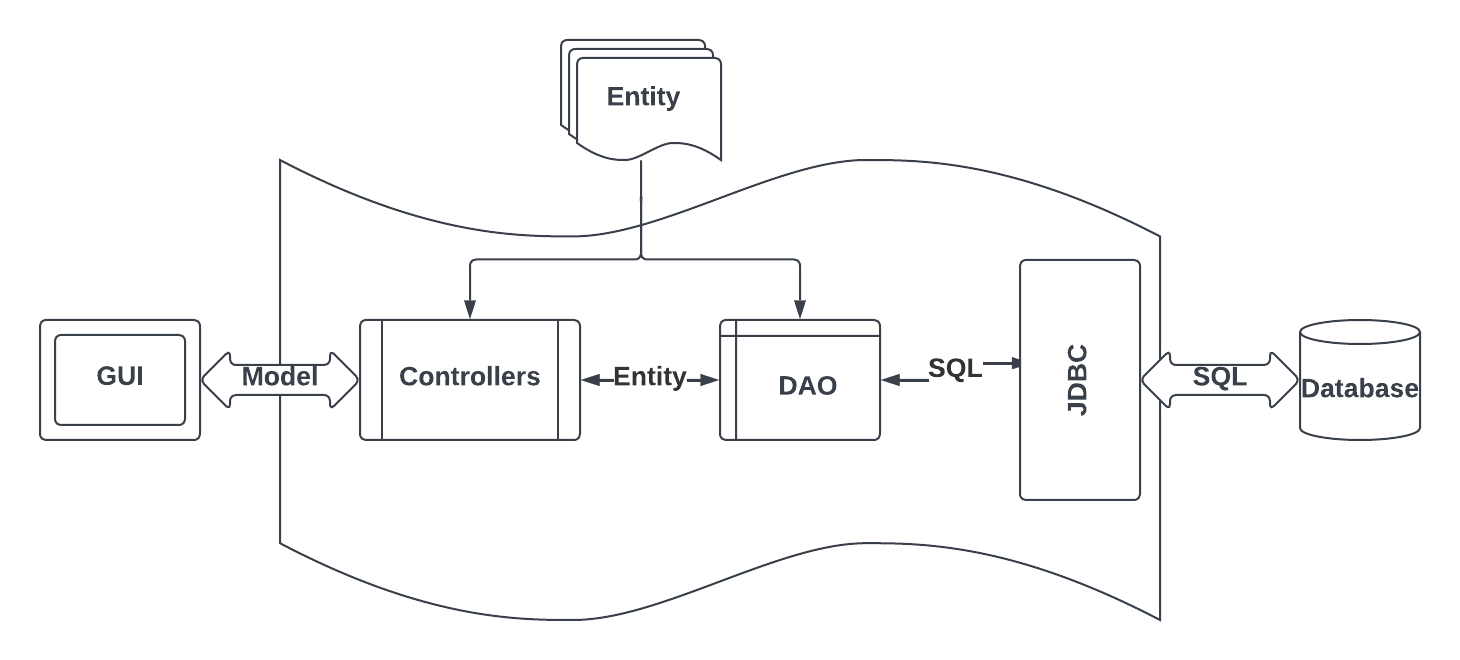 Entity
GUI
Model
Controllers
Entity
DAO
SQL
JDBC
SQL
Database